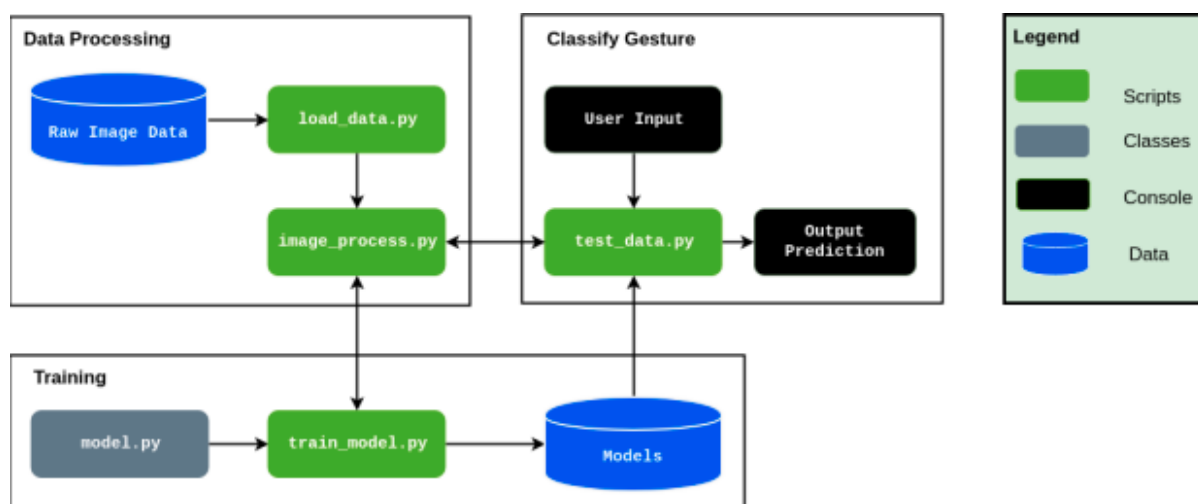 Data Processing
Raw Image Data
load_data.py
image_process.py
Classify Gesture
User Input
test_data.py
Output
Prediction
Training
model.py
train_model.py
Models
Legend
Scripts
Classes
Console
Data